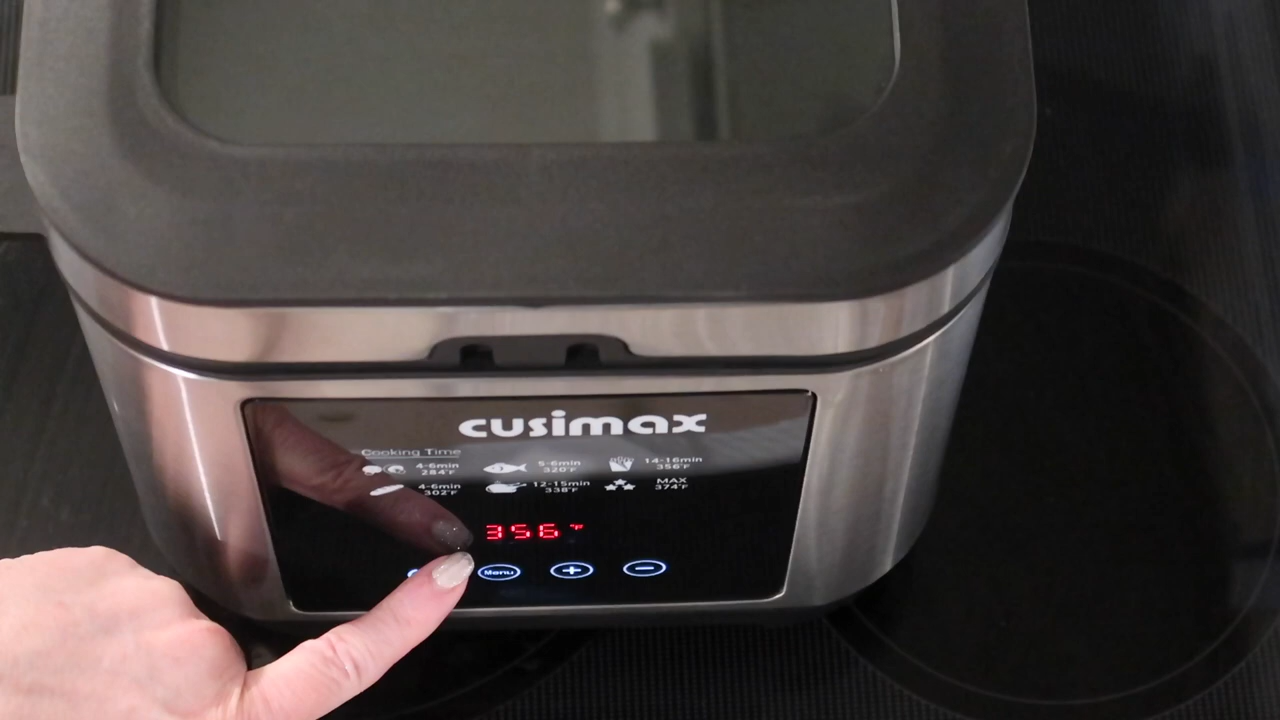 cusimax
Cooking Time
4-6min 5-6min 14-16min
284°F 320°F 356°F
4-6min 12-15min MAX
302°F 338°F 374°F
356 °F
Menu + −